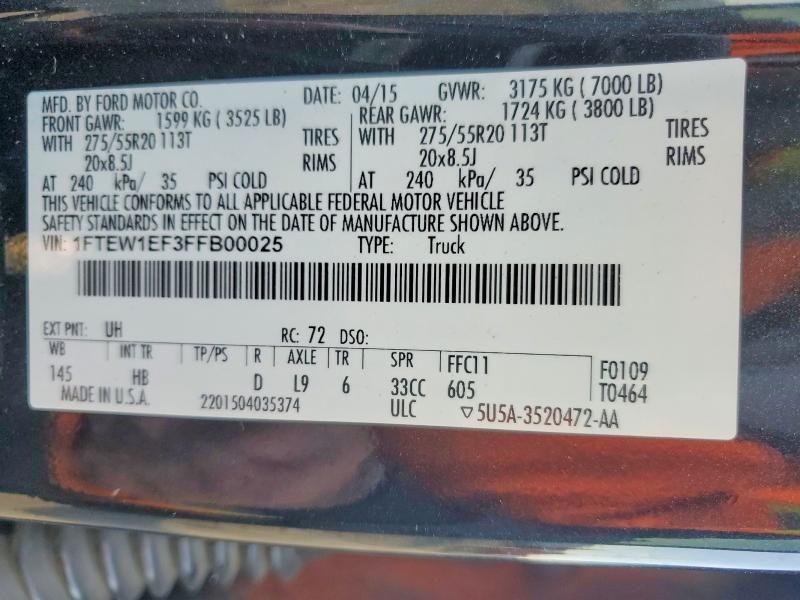 MFD. BY FORD MOTOR CO. DATE: 04/15 GVWR: 3175 KG ( 7000 LB)
FRONT GAWR: 1599 KG ( 3525 LB) REAR GAWR: 1724 KG ( 3800 LB)
WITH 275/55R20 113T TIRES WITH 275/55R20 113T TIRES
20x8.5J RIMS 20x8.5J RIMS
AT 240 kPa/ 35 PSI COLD AT 240 kPa/ 35 PSI COLD
THIS VEHICLE CONFORMS TO ALL APPLICABLE FEDERAL MOTOR VEHICLE
SAFETY STANDARDS IN EFFECT ON THE DATE OF MANUFACTURE SHOWN ABOVE.
VIN: 1FTEW1EF3FFB00025 TYPE: Truck
EXT PNT: UH RC: 72 DSO:
WB INT TR TP/PS R AXLE TR SPR FFC11 F0109
145 HB D L9 6 33CC 605 T0464
MADE IN U.S.A. 2201504035374 ULC ▽5U5A-3520472-AA